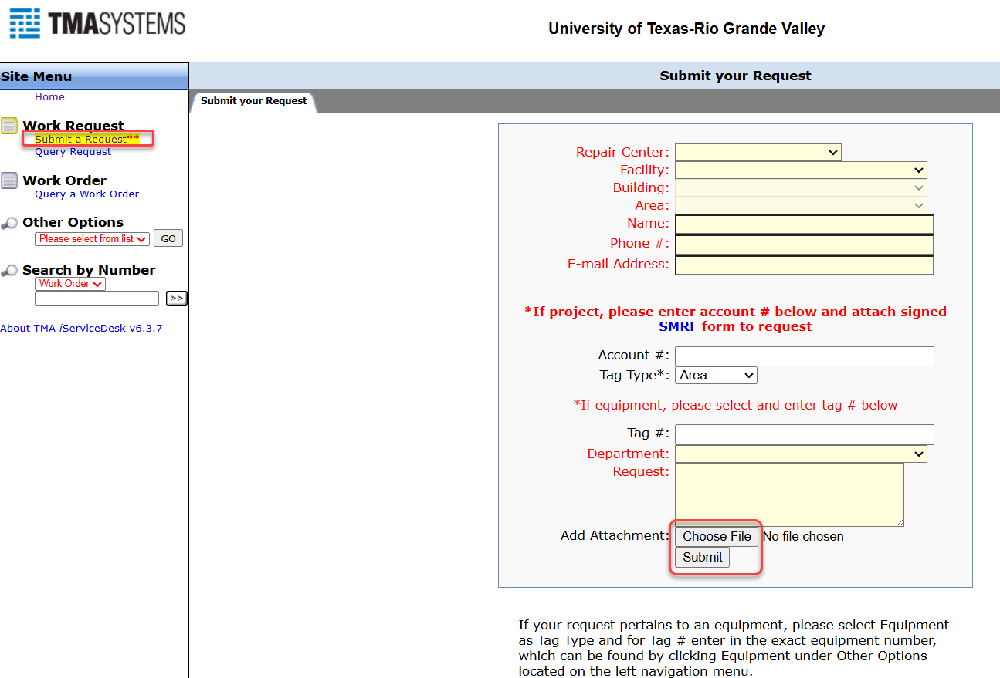 TMASYSTEMS
University of Texas-Rio Grande Valley
Site Menu
Submit your Request
Home
Submit your Request
Work Request
Submit a Request**
Query Request
Work Order
Query a Work Order
Other Options
Please select from list
GO
Search by Number
Work Order
>>
About TMA iServiceDesk v6.3.7
Repair Center:
Facility:
Building:
Area:
Name:
Phone #:
E-mail Address:
*If project, please enter account # below and attach signed
SMRF form to request
Account #:
Tag Type*: Area
*If equipment, please select and enter tag # below
Tag #:
Department:
Request:
Add Attachment: Choose File No file chosen
Submit
If your request pertains to an equipment, please select Equipment
as Tag Type and for Tag # enter in the exact equipment number,
which can be found by clicking Equipment under Other Options
located on the left navigation menu.